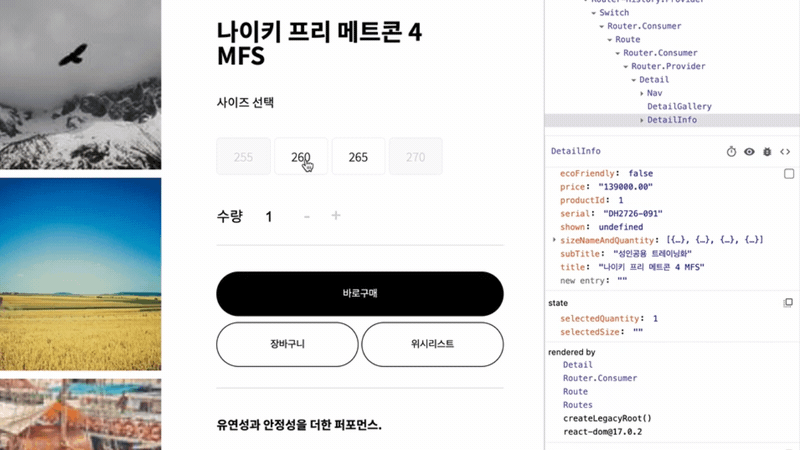 나이키 프리 메트콘 4
MFS
사이즈 선택
255 260 265 270
수량 1 - +
바로구매
장바구니 위시리스트
유연성과 안정성을 더한 퍼포먼스.
Switch
Router.Consumer
Route
Router.Consumer
Router.Provider
Detail
Nav
DetailGallery
DetailInfo
DetailInfo
ecoFriendly: false
price: "139000.00"
productId: 1
serial: "DH2726-091"
shown: undefined
sizeNameAndQuantity: [{…}, {…}, {…}, {…}]
subTitle: "성인공용 트레이닝화"
title: "나이키 프리 메트콘 4 MFS"
new entry: ""
state
selectedQuantity: 1
selectedSize: ""
rendered by
Detail
Router.Consumer
Route
Routes
createLegacyRoot()
react-dom@17.0.2